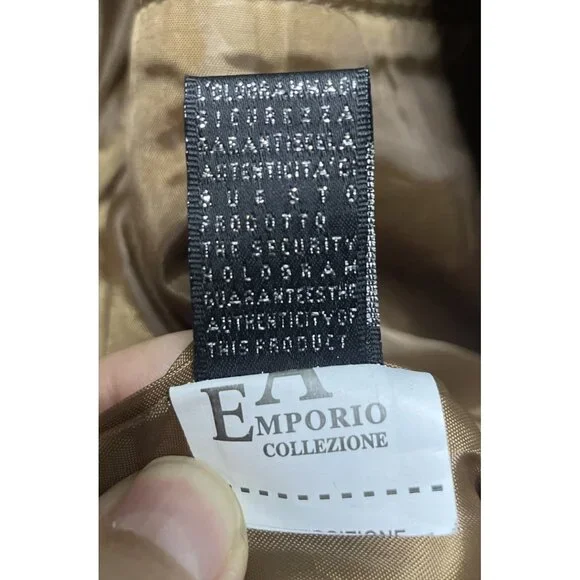 L'OLOGRAMMA DI
SICUREZZA
GARANTISCE LA
AUTENTICITA' DI
QUESTO
PRODOTTO
THE SECURITY
HOLOGRAM
GUARANTEES THE
AUTHENTICITY OF
THIS PRODUCT
EA
EMPORIO
COLLEZIONE